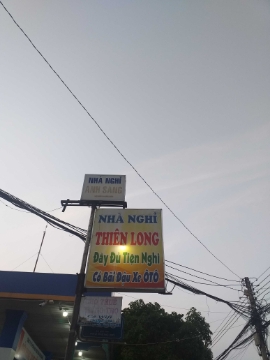 NHÀ NGHỈ
NHÀ NGHỈ
THIÊN LONG
Đầy Đủ Tiện Nghi
Có Bãi Đậu Xe ÔTÔ